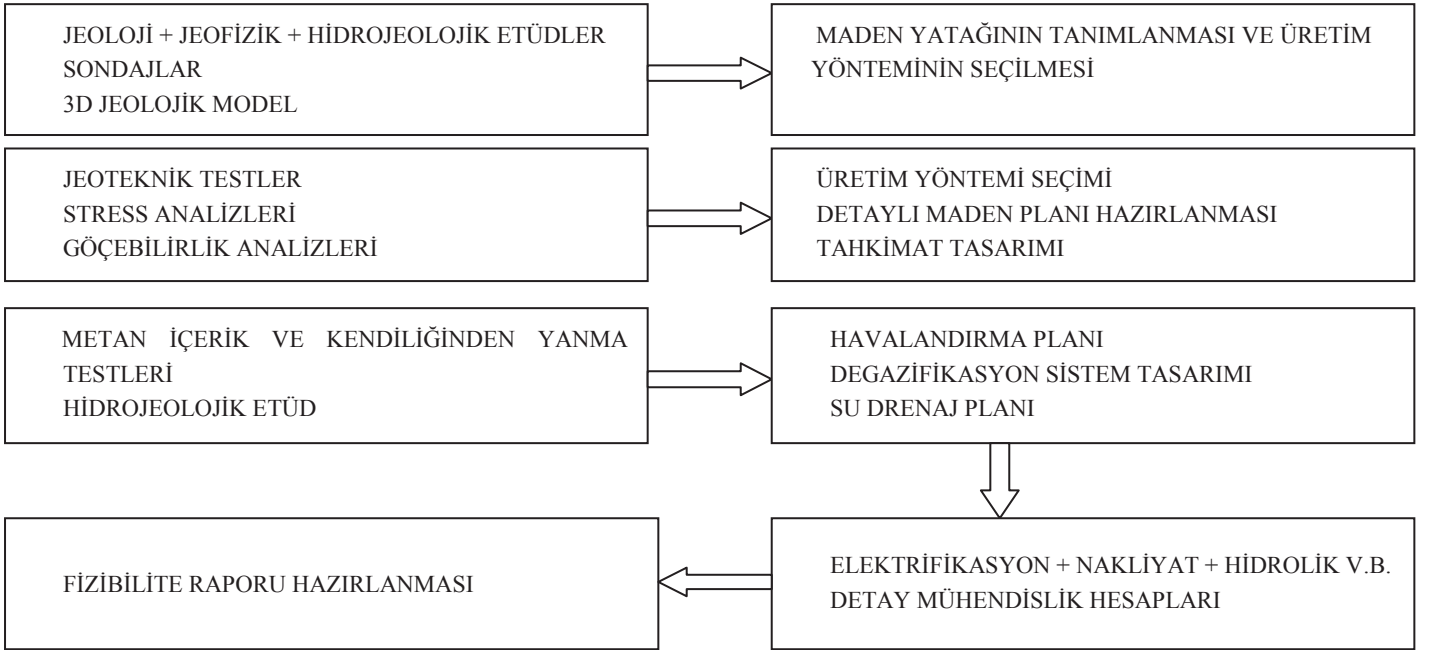 JEOLOJİ + JEOFİZİK + HİDROJEOLOJİK ETÜDLER
SONDAJLAR
3D JEOLOJİK MODEL
MADEN YATAĞININ TANIMLANMASI VE ÜRETİM
YÖNTEMİNİN SEÇİLMESİ
JEOTEKNİK TESTLER
STRESS ANALİZLERİ
GÖÇEBİLİRLİK ANALİZLERİ
ÜRETİM YÖNTEMİ SEÇİMİ
DETAYLI MADEN PLANI HAZIRLANMASI
TAHKİMAT TASARIMI
METAN İÇERİK VE KENDİLİĞİNDEN YANMA
TESTLERİ
HİDROJEOLOJİK ETÜD
HAVALANDIRMA PLANI
DEGAZİFİKASYON SİSTEM TASARIMI
SU DRENAJ PLANI
FİZİBİLİTE RAPORU HAZIRLANMASI
ELEKTRİFİKASYON + NAKLİYAT + HİDROLİK V.B.
DETAY MÜHENDİSLİK HESAPLARI